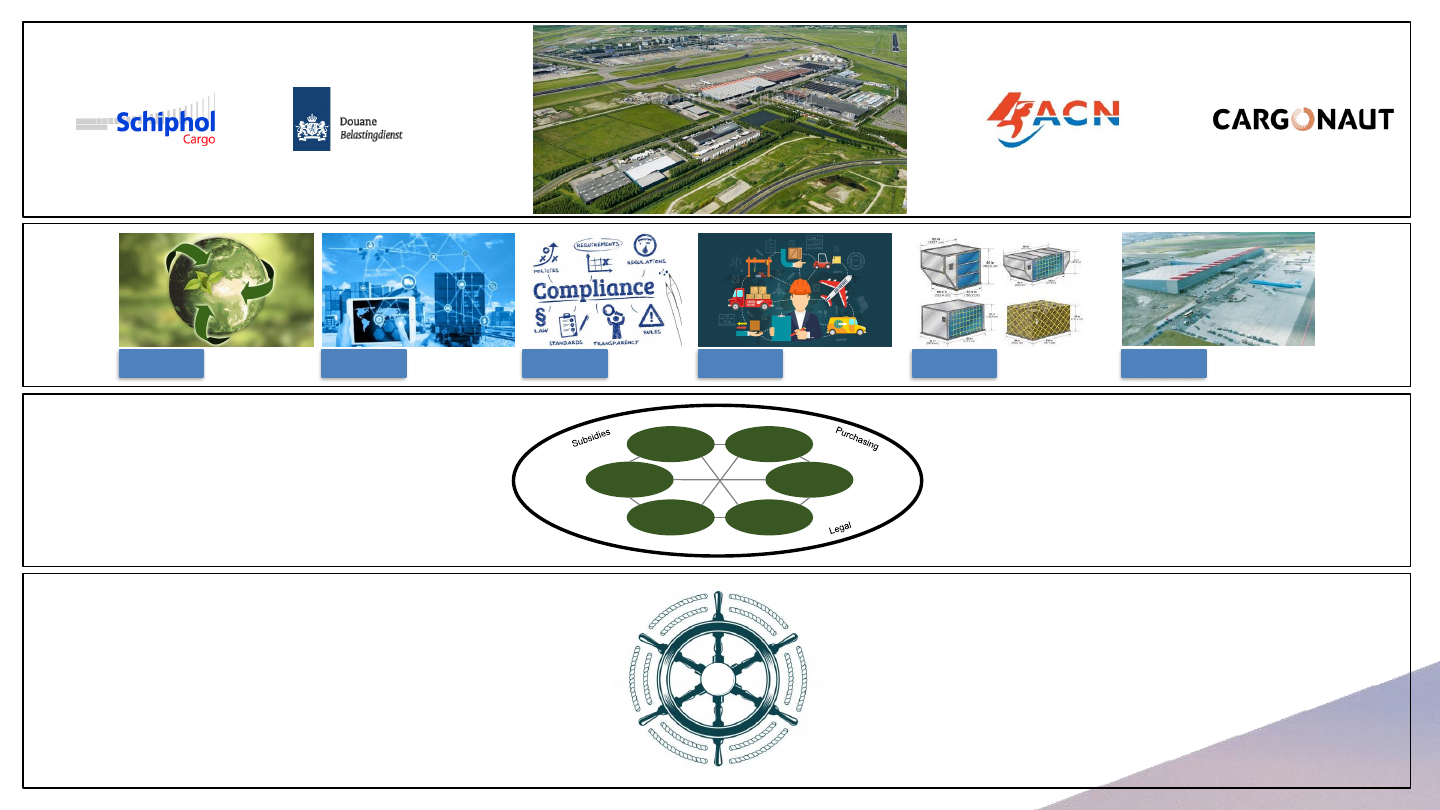 Schiphol
Cargo
Douane
Belastingdienst
ACN
CARGONAUT
POLICIES
REQUIREMENTS
REGULATIONS
Compliance
§
LAW
STANDARDS
TRANSPARENCY
RULES
Subsidies
Purchasing
Legal